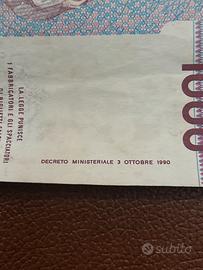 LA LEGGE PUNISCE
I FABBRICATORI E GLI SPACCIATORI
DECRETO MINISTERIALE 3 OTTOBRE 1990
1000
subito